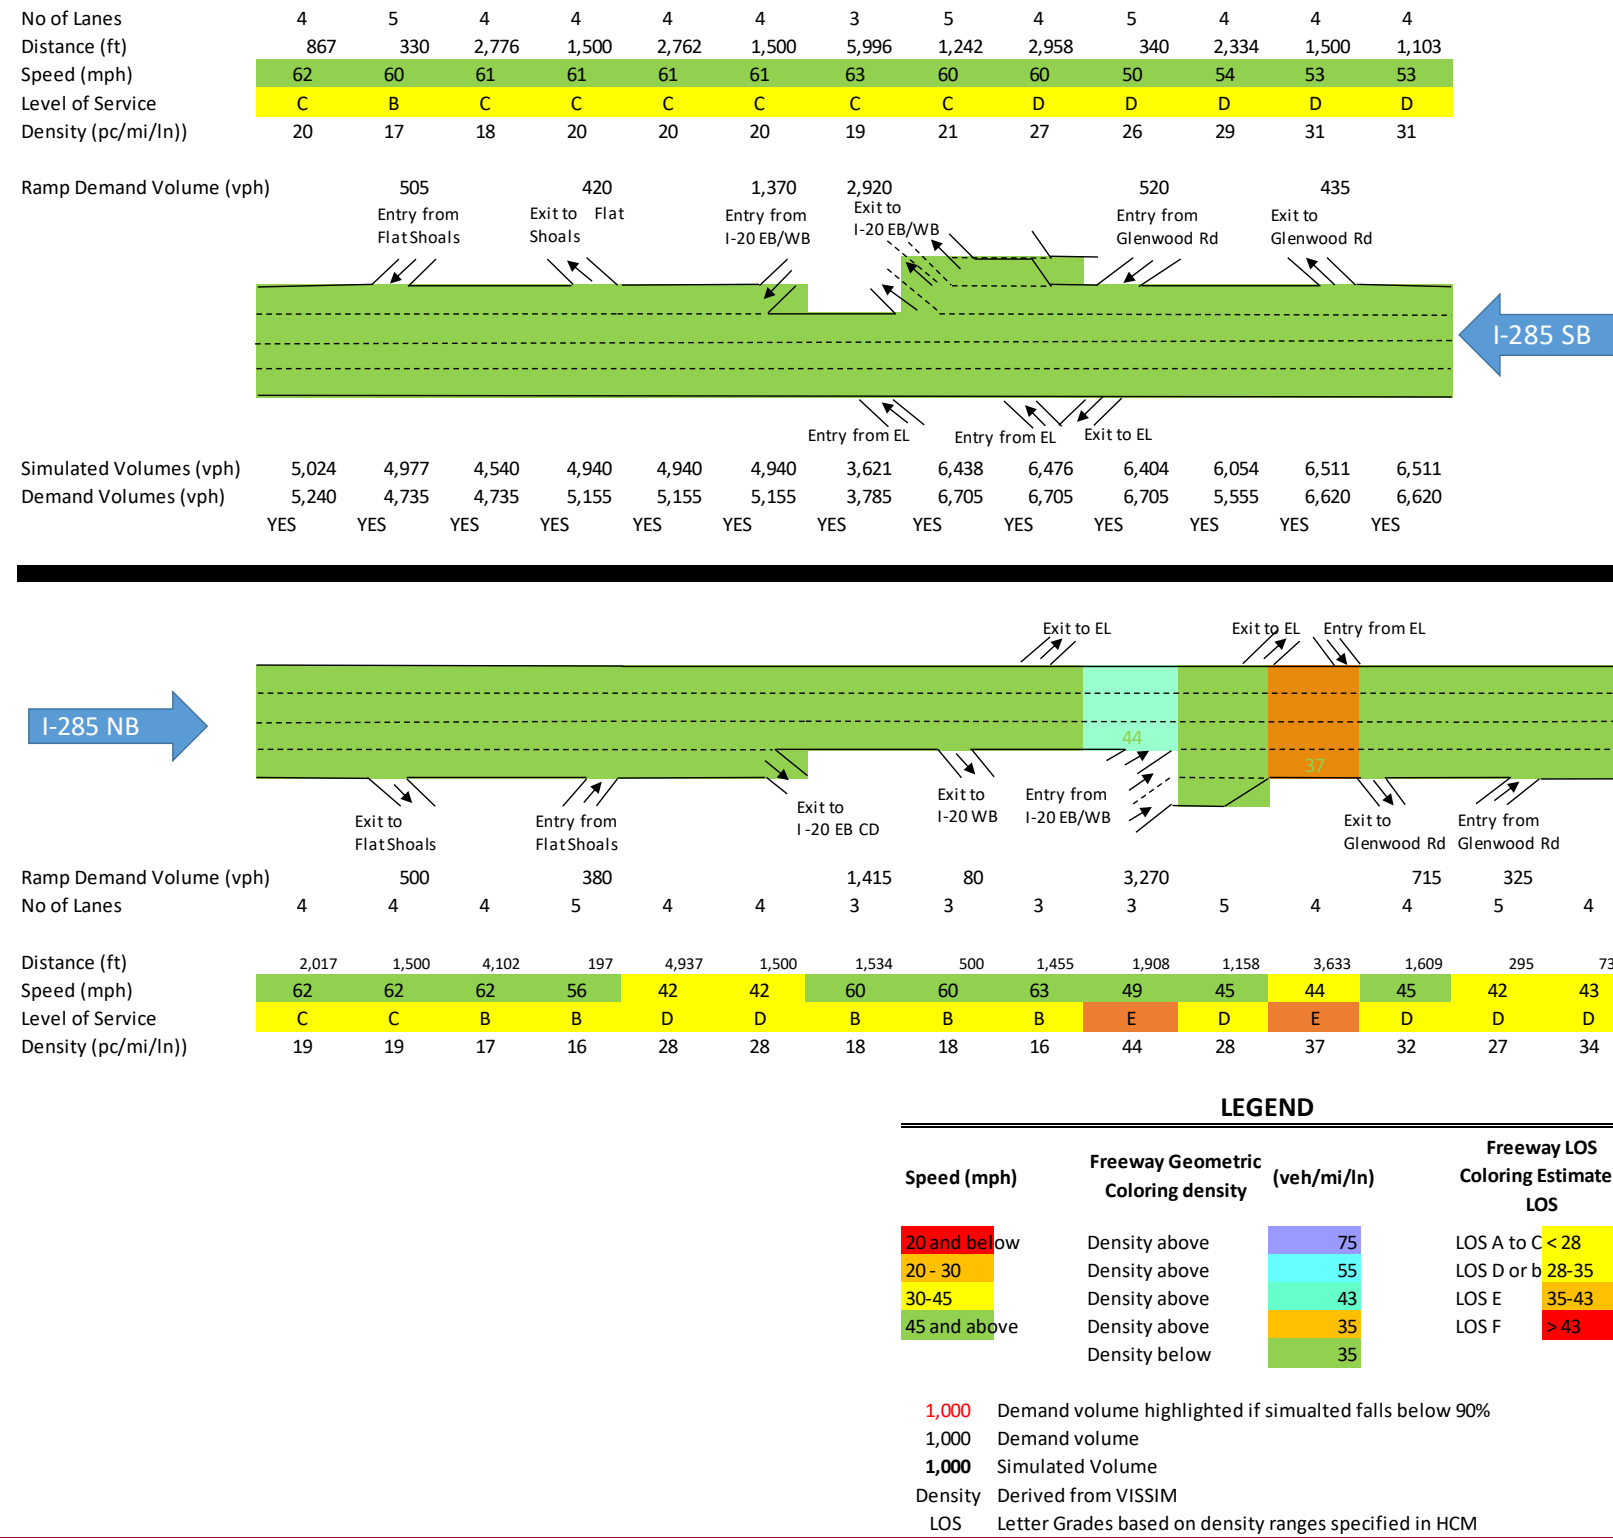 No of Lanes 4 5 4 4 4 4 3 5 4 5 4 4 4
Distance (ft) 867 330 2,776 1,500 2,762 1,500 5,996 1,242 2,958 340 2,334 1,500 1,103
Speed (mph) 62 60 61 61 61 61 63 60 60 50 54 53 53
Level of Service C B C C C C C C D D D D D
Density (pc/mi/ln)) 20 17 18 20 20 20 19 21 27 26 29 31 31
Ramp Demand Volume (vph) 505 420 1,370 2,920 520 435
Entry from
Flat Shoals
Exit to Flat
Shoals
Entry from
I-20 EB/WB
Exit to
I-20 EB/WB
Entry from
Glenwood Rd
Exit to
Glenwood Rd
I-285 SB
Entry from EL
Entry from EL
Exit to EL
Simulated Volumes (vph) 5,024 4,977 4,540 4,940 4,940 4,940 3,621 6,438 6,476 6,404 6,054 6,511 6,511
Demand Volumes (vph) 5,240 4,735 4,735 5,155 5,155 5,155 3,785 6,705 6,705 6,705 5,555 6,620 6,620
YES YES YES YES YES YES YES YES YES YES YES YES YES
Exit to EL
Exit to EL
Entry from EL
I-285 NB
44
37
Exit to
Flat Shoals
Entry from
Flat Shoals
Exit to
I-20 EB CD
Exit to
I-20 WB
Entry from
I-20 EB/WB
Exit to
Glenwood Rd
Entry from
Glenwood Rd
Ramp Demand Volume (vph) 500 380 1,415 80 3,270 715 325
No of Lanes 4 4 4 5 4 4 3 3 3 3 5 4 4 5 4
Distance (ft) 2,017 1,500 4,102 197 4,937 1,500 1,534 500 1,455 1,908 1,158 3,633 1,609 295 73
Speed (mph) 62 62 62 56 42 42 60 60 63 49 45 44 45 42 43
Level of Service C C B B D D B B B E D E D D D
Density (pc/mi/ln)) 19 19 17 16 28 28 18 18 16 44 28 37 32 27 34
LEGEND
Speed (mph)
Freeway Geometric
Coloring density
(veh/mi/ln)
Freeway LOS
Coloring Estimate
LOS
20 and below Density above 75 LOS A to C < 28
20 - 30 Density above 55 LOS D or b 28-35
30-45 Density above 43 LOS E 35-43
45 and above Density above 35 LOS F > 43
Density below 35
1,000 Demand volume highlighted if simualted falls below 90%
1,000 Demand volume
1,000 Simulated Volume
Density Derived from VISSIM
LOS Letter Grades based on density ranges specified in HCM